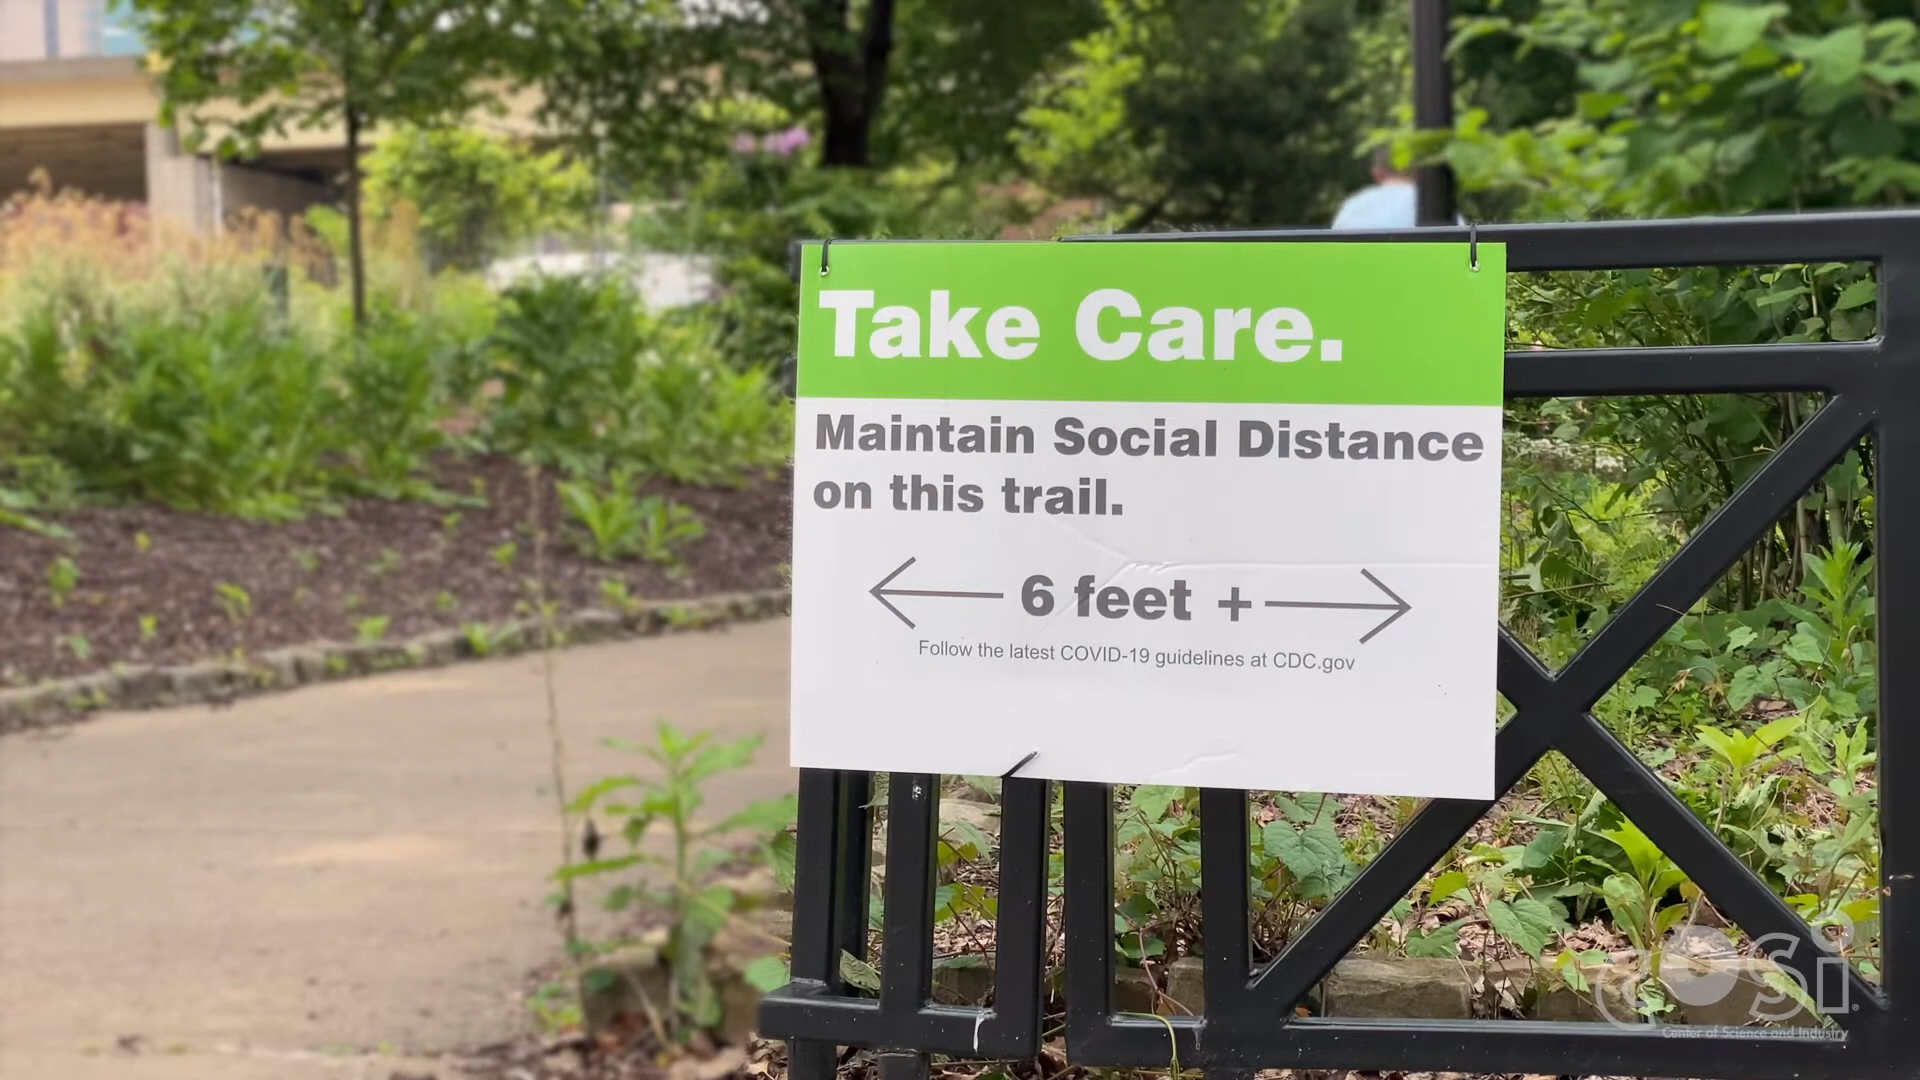 Take Care.
Maintain Social Distance
on this trail.
6 feet +
Follow the latest COVID-19 guidelines at CDC.gov
cosi®
Center of Science and Industry